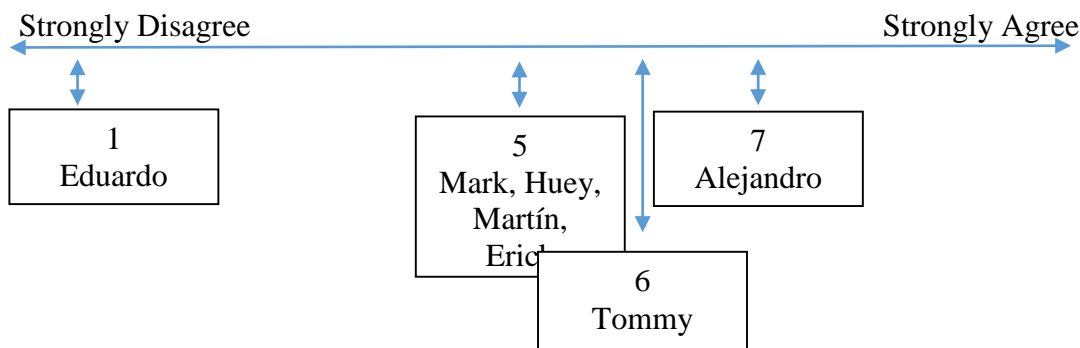 Strongly Disagree Strongly Agree
1
Eduardo
5
Mark, Huey,
Martín,
7
Alejandro
6
Tommy